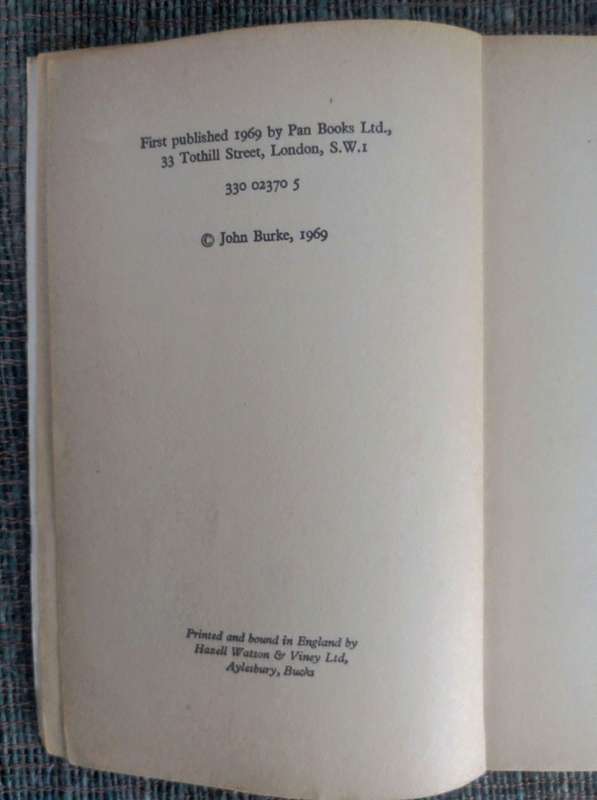 First published 1969 by Pan Books Ltd.,
33 Tothill Street, London, S.W.1
330 02370 5
© John Burke, 1969
Printed and bound in England by
Hazell Watson & Viney Ltd,
Aylesbury, Bucks